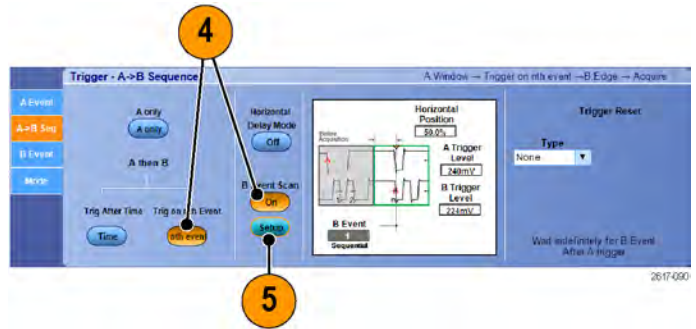 4
Trigger - A->B Sequence
A Window → Trigger on nth event →B Edge → Acquire
A Event
A->B Seq
B Event
Mode
A only
A only
A then B
Trig After Time
Trig on nth Event
Time
nth even
Horizontal
Delay Mode
Off
B Event Scan
On
Setup
Before
Acquisition
B Event
1
Sequential
Horizontal
Position
50.0%
A Trigger
Level
240mV
B Trigger
Level
224mV
Trigger Reset
Type
None
Wait indefinitely for B Event
After A trigger
5
2617-090